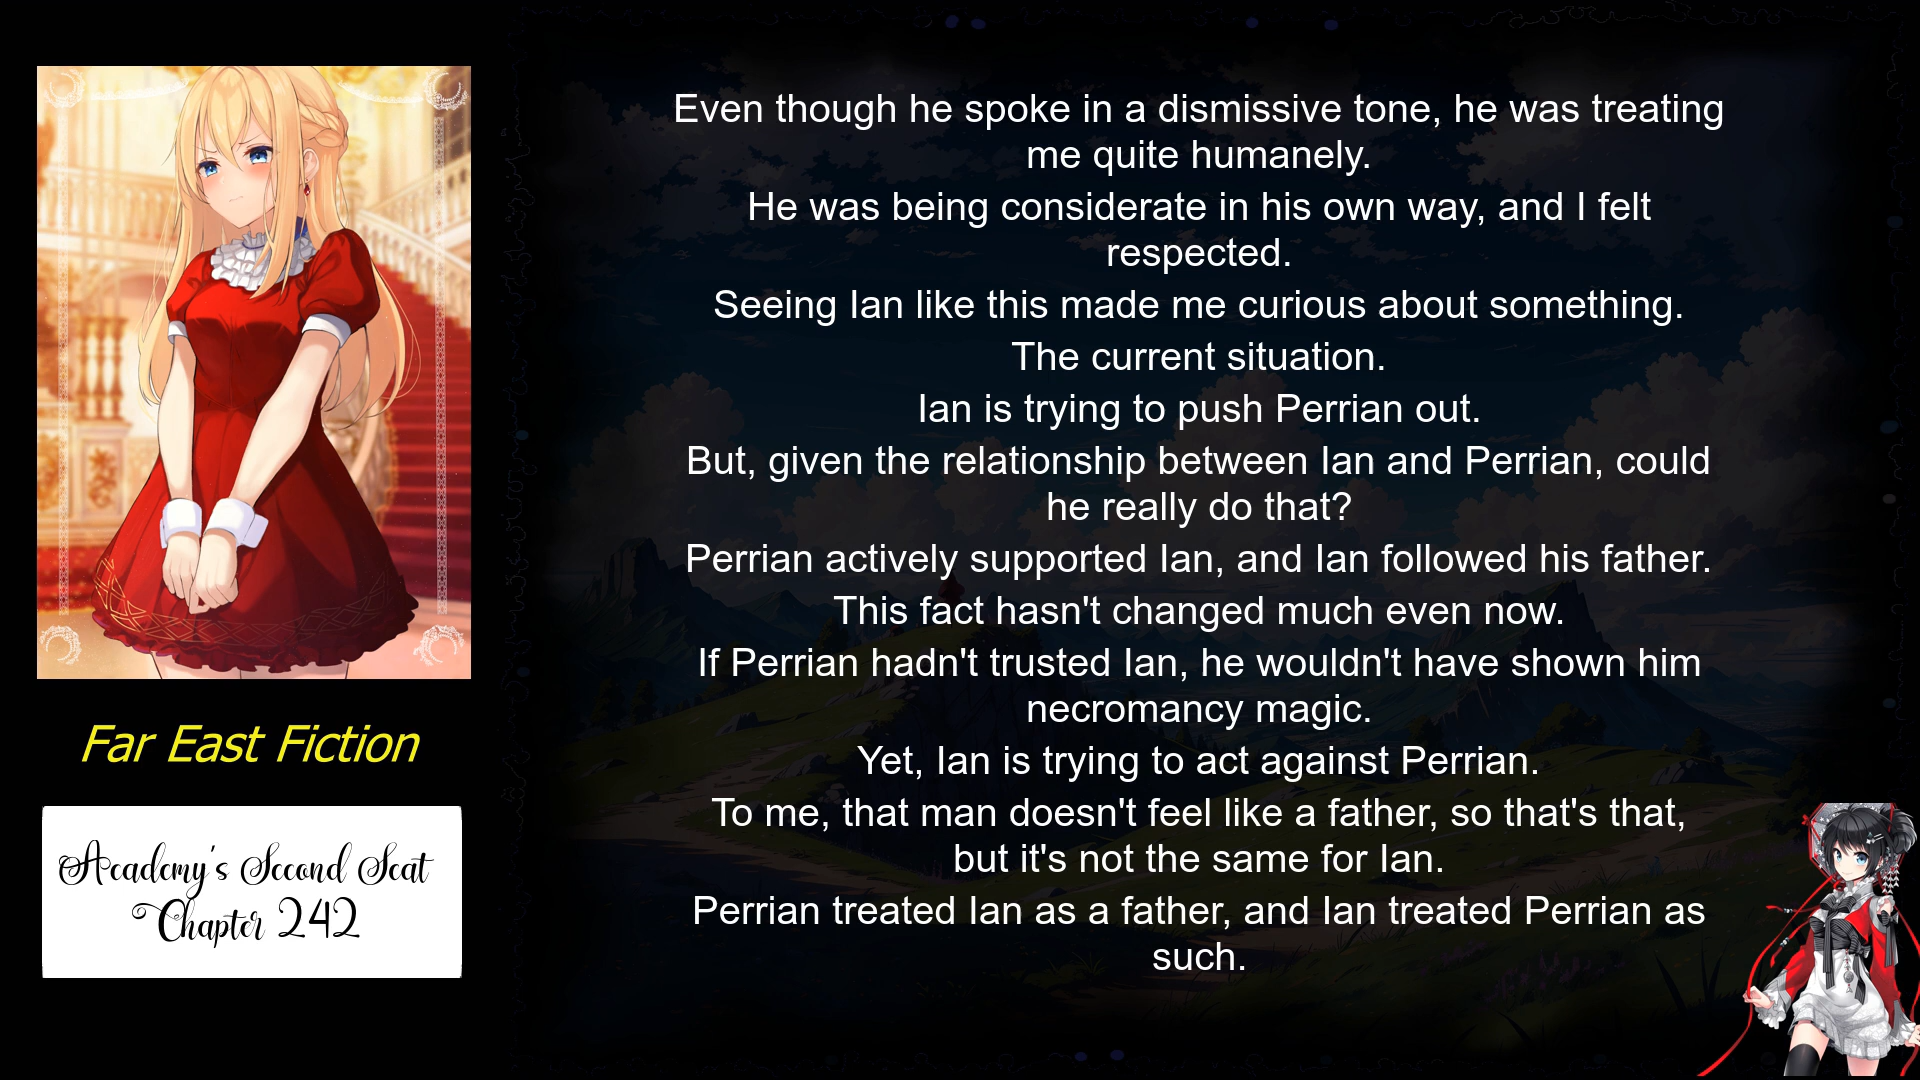 Even though he spoke in a dismissive tone, he was treating
me quite humanely.
He was being considerate in his own way, and I felt
respected.
Seeing Ian like this made me curious about something.
The current situation.
Ian is trying to push Perrian out.
But, given the relationship between Ian and Perrian, could
he really do that?
Perrian actively supported Ian, and Ian followed his father.
This fact hasn't changed much even now.
If Perrian hadn't trusted Ian, he wouldn't have shown him
necromancy magic.
Yet, Ian is trying to act against Perrian.
To me, that man doesn't feel like a father, so that's that,
but it's not the same for Ian.
Perrian treated Ian as a father, and Ian treated Perrian as
such.
Far East Fiction
Academy's Second Seat
Chapter 242